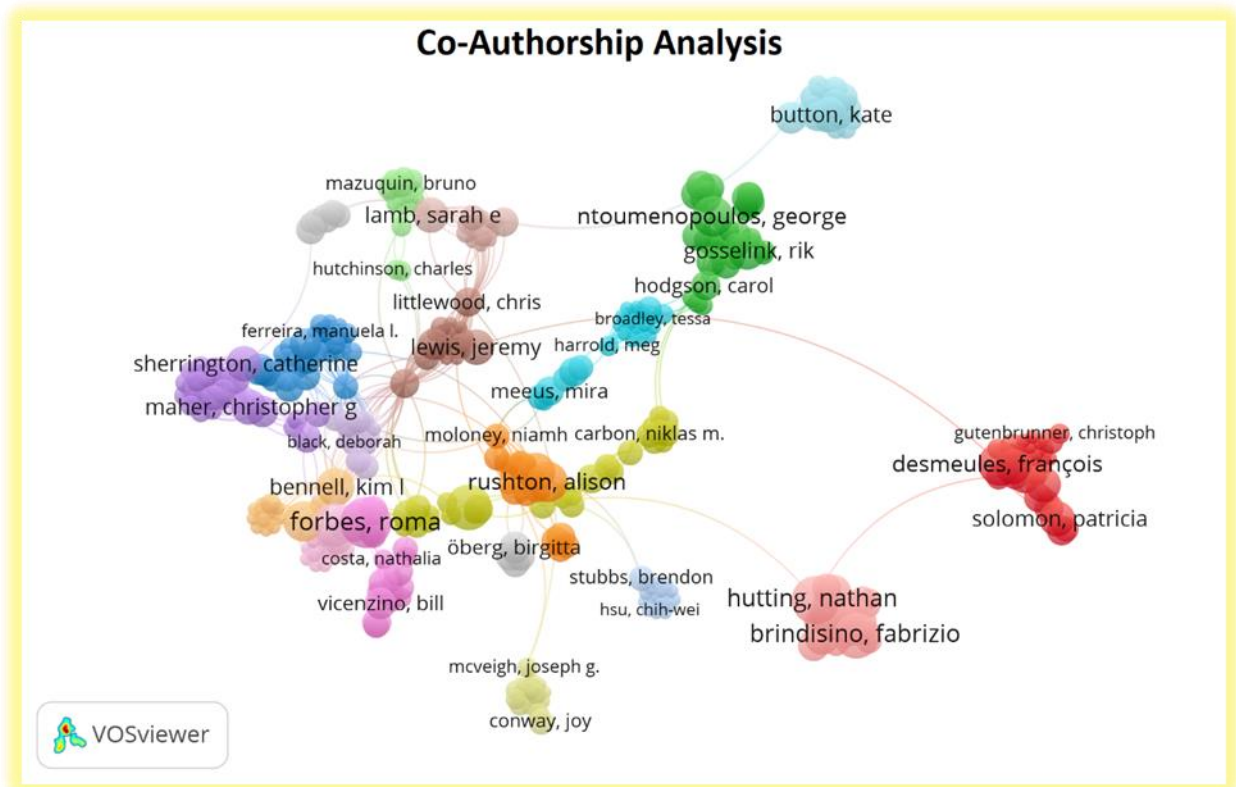 Co-Authorship Analysis
button, kate
mazuquin, bruno
lamb, sarah e
ntoumenopoulos, george
gosselink, rik
hutchinson, charles
hodgson, carol
littlewood, chris
broadley, tessa
ferreira, manuela l.
lewis, jeremy
harrold, meg
sherrington, catherine
meeus, mira
maher, christopher g
black, deborah
moloney, niamh
carbon, niklas m.
gutenbrunner, christoph
desmeules, françois
bennell, kim l
rushton, alison
forbes, roma
solomon, patricia
costa, nathalia
öberg, birgitta
stubbs, brendon
vicenzino, bill
hsu, chih-wei
hutting, nathan
brindisino, fabrizio
mcveigh, joseph g.
conway, joy
VOSviewer